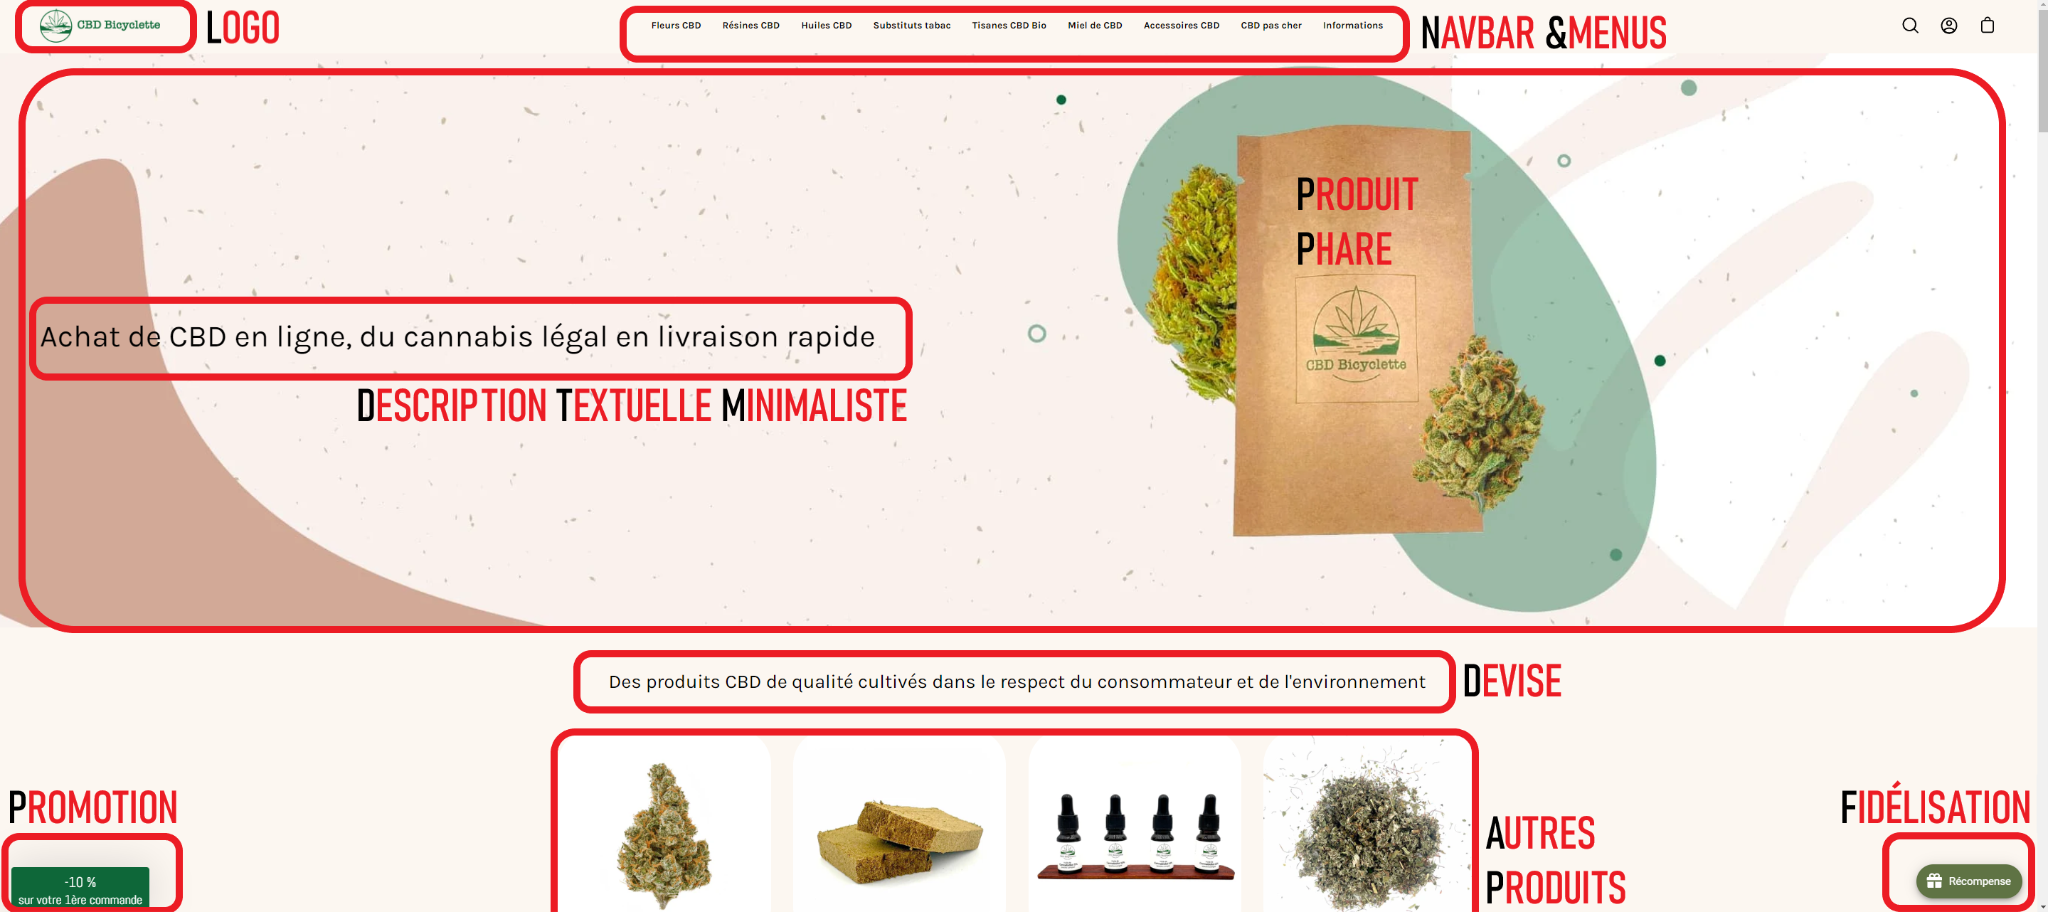 CBD Bicyclette
LOGO
Fleurs CBD Résines CBD Huiles CBD Substituts tabac Tisanes CBD Bio Miel de CBD Accessoires CBD CBD pas cher Informations
NAVBAR &MENUS
PRODUIT
PHARE
CBD Bicyclette
Achat de CBD en ligne, du cannabis légal en livraison rapide
DESCRIPTION TEXTUELLE MINIMALISTE
Des produits CBD de qualité cultivés dans le respect du consommateur et de l'environnement
DEVISE
PROMOTION
-10 %
sur votre 1ère commande
AUTRES
PRODUITS
FIDÉLISATION
Récompense